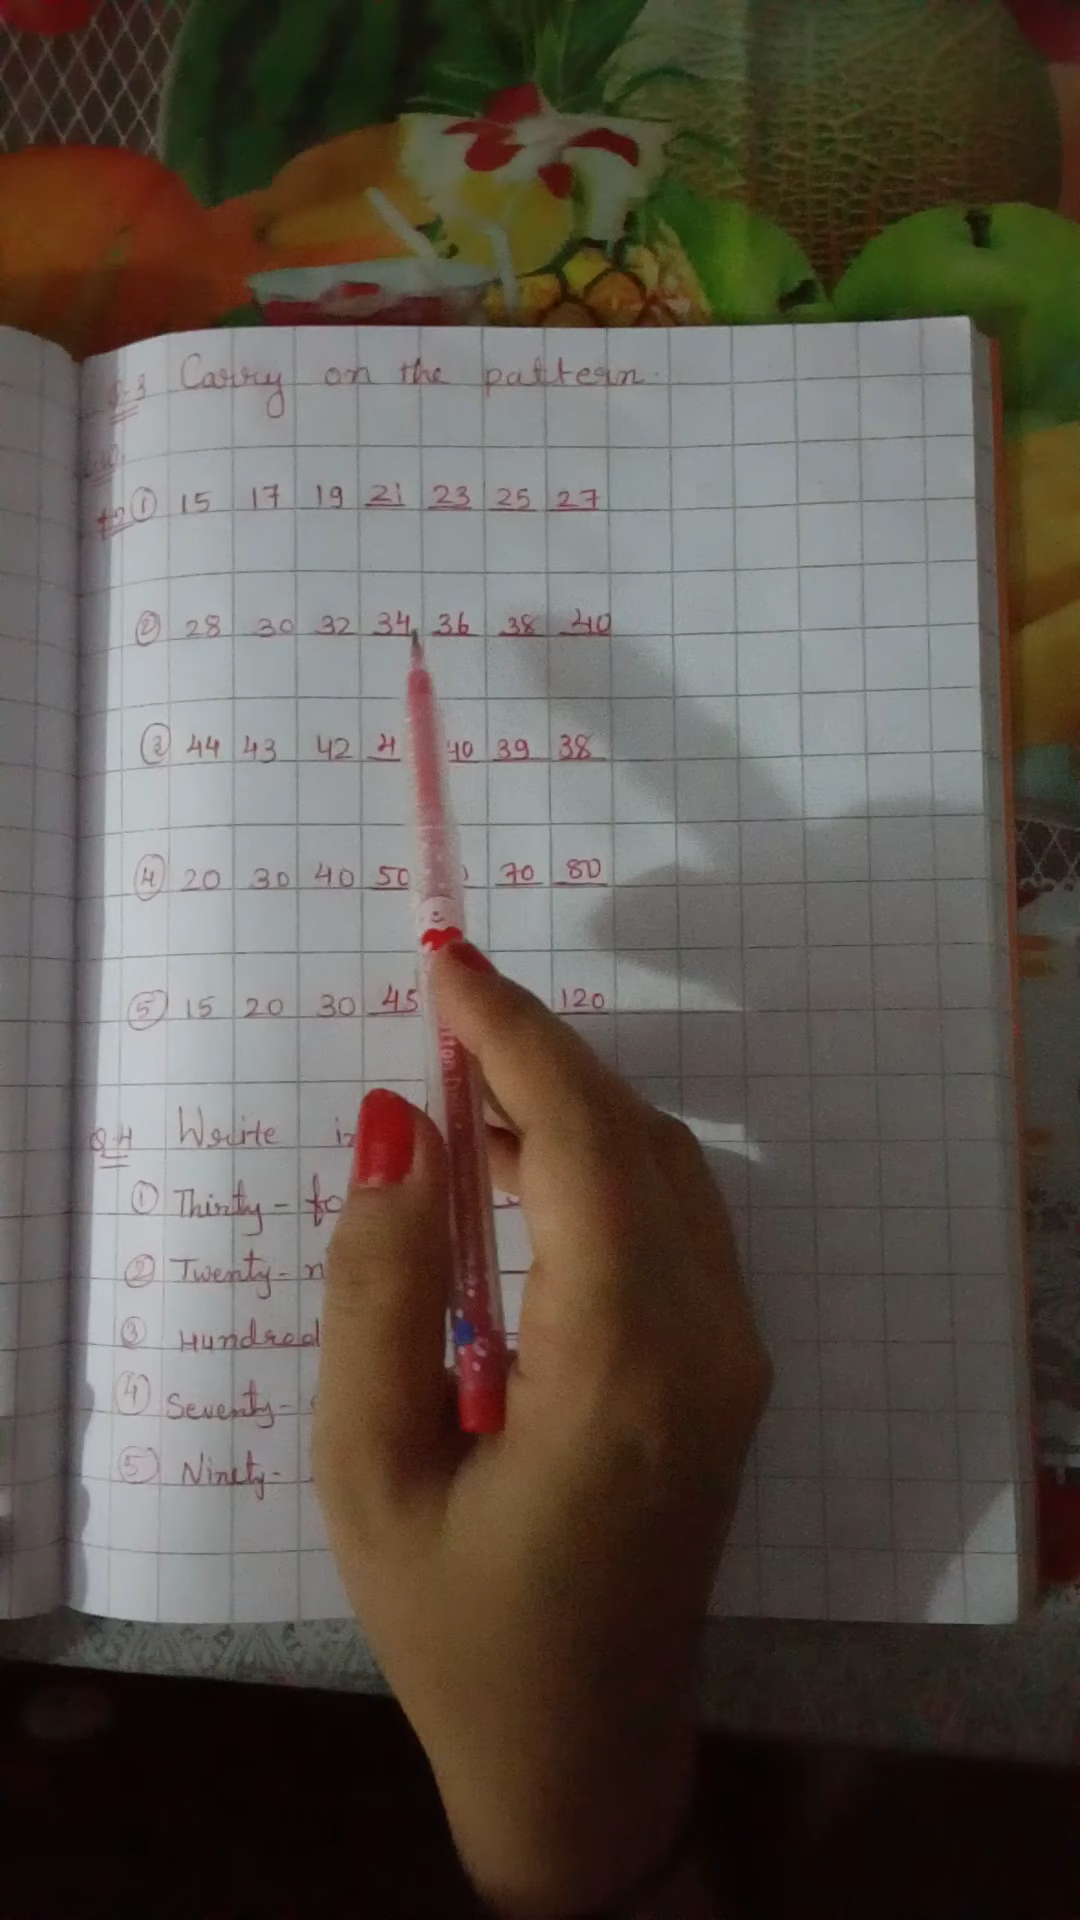 Q-3 Carry on the pattern.
① 15 17 19 21 23 25 27
② 28 30 32 34 36 38 40
③ 44 43 42 40 39 38
④ 20 30 40 50 70 80
⑤ 15 20 30 45 120
Q-4 Write
① Thirty-
② Twenty-
③ Hundred
④ Seventy-
⑤ Ninety-